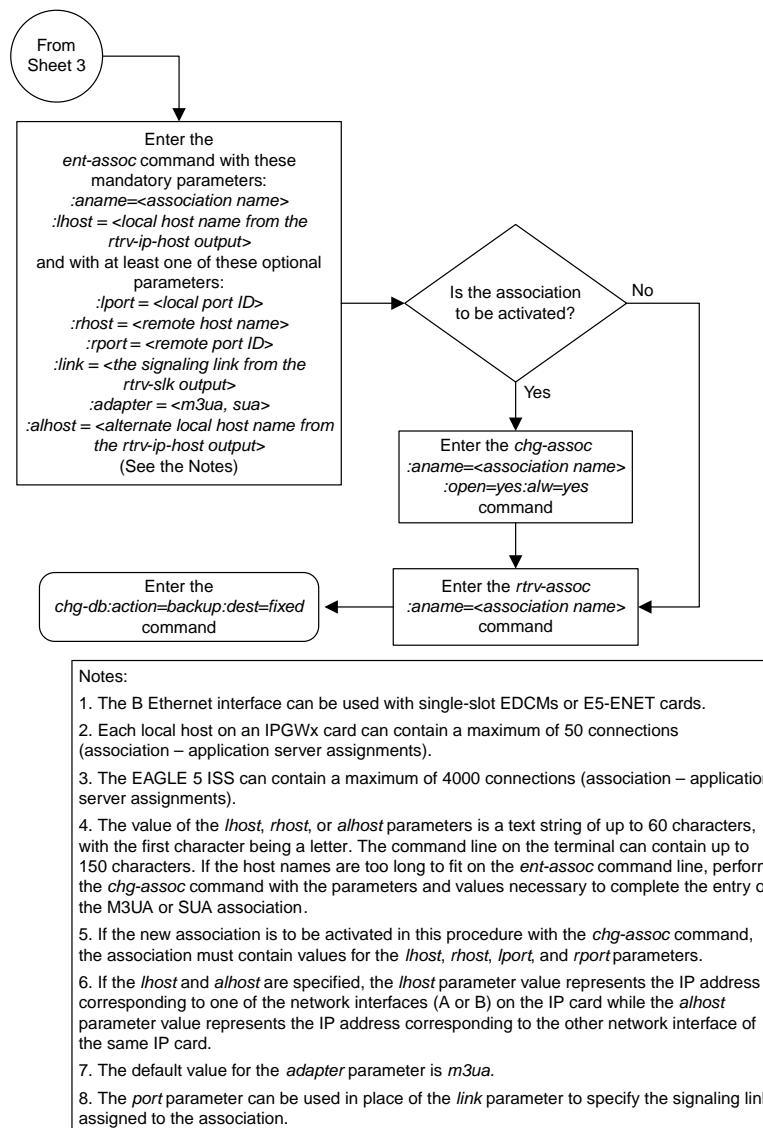 From
Sheet 3
Enter the
ent-assoc command with these
mandatory parameters:
:aname=<association name>
:lhost = <local host name from the
rtrv-ip-host output>
and with at least one of these optional
parameters:
:lport = <local port ID>
:rhost = <remote host name>
:rport = <remote port ID>
:link = <the signaling link from the
rtrv-slk output>
:adapter = <m3ua, sua>
:alhost = <alternate local host name from
the rtrv-ip-host output>
(See the Notes)
Is the association
to be activated?
No
Yes
Enter the chg-assoc
:aname=<association name>
:open=yes:alw=yes
command
Enter the rtrv-assoc
:aname=<association name>
command
Enter the
chg-db:action=backup:dest=fixed
command
Notes:
1. The B Ethernet interface can be used with single-slot EDCMs or E5-ENET cards.
2. Each local host on an IPGWx card can contain a maximum of 50 connections
(association – application server assignments).
3. The EAGLE 5 ISS can contain a maximum of 4000 connections (association – application
server assignments).
4. The value of the lhost, rhost, or alhost parameters is a text string of up to 60 characters,
with the first character being a letter. The command line on the terminal can contain up to
150 characters. If the host names are too long to fit on the ent-assoc command line, perform
the chg-assoc command with the parameters and values necessary to complete the entry o
the M3UA or SUA association.
5. If the new association is to be activated in this procedure with the chg-assoc command,
the association must contain values for the lhost, rhost, lport, and rport parameters.
6. If the lhost and alhost are specified, the lhost parameter value represents the IP address
corresponding to one of the network interfaces (A or B) on the IP card while the alhost
parameter value represents the IP address corresponding to the other network interface of
the same IP card.
7. The default value for the adapter parameter is m3ua.
8. The port parameter can be used in place of the link parameter to specify the signaling link
assigned to the association.